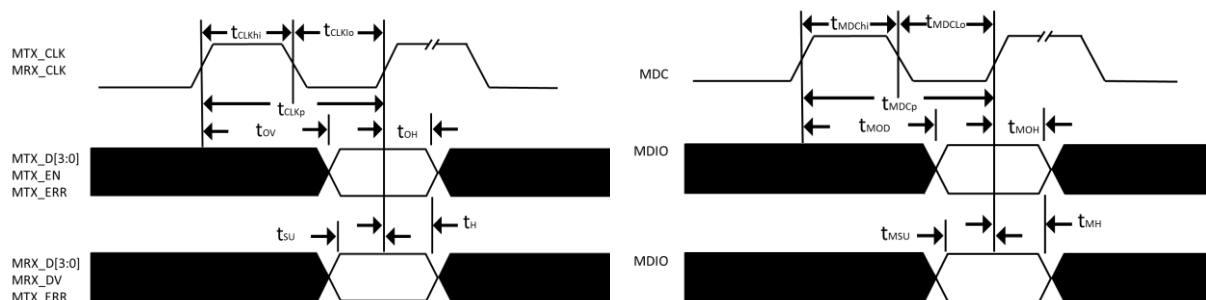 tCLKhi
tCLKlo
MTX_CLK
MRX_CLK
tCLKp
tOV
tOH
MTX_D[3:0]
MTX_EN
MTX_ERR
tSU
tH
MRX_D[3:0]
MRX_DV
MTX_ERR
tMDChi
tMDCLo
MDC
tMDCp
tMOD
tMOH
MDIO
tMSU
tMH
MDIO